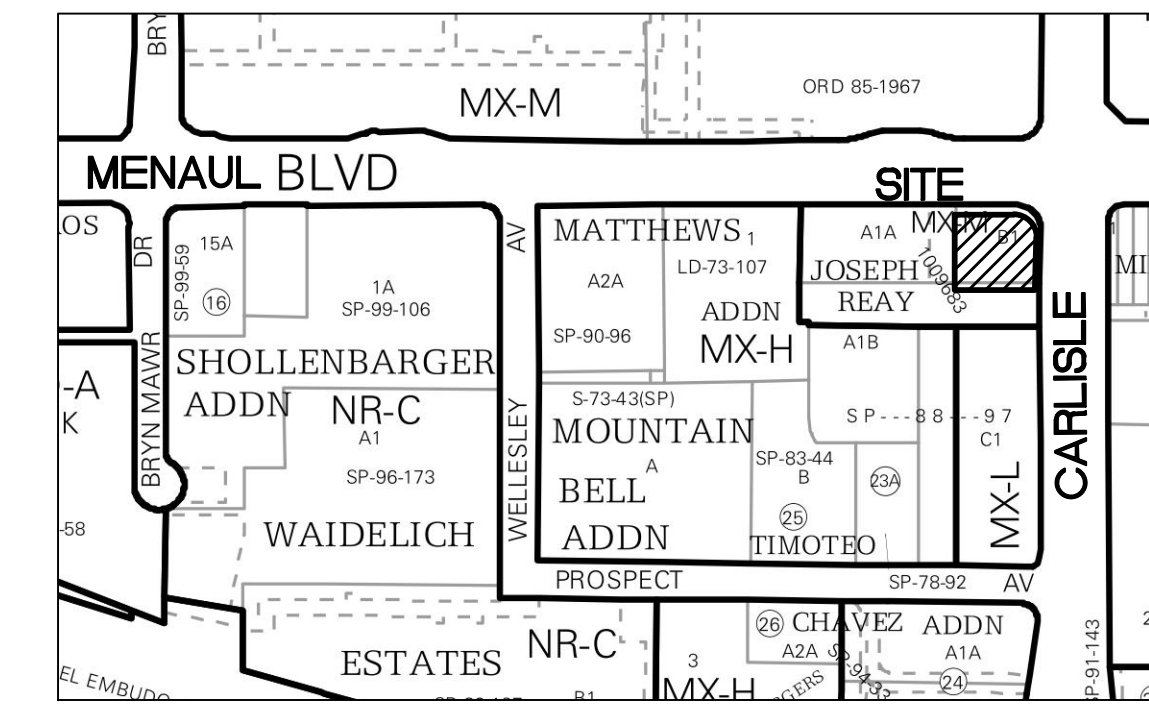 BRY
MX-M
ORD 85-1967
MENAUL BLVD
SITE
OS
DR
SP-99-59
15A
16
1A
SP-99-106
AV
MATTHEWS
1
A2A
LD-73-107
A1A
MX-M
B1
JOSEPH
1009683
REAY
MI
ADDN
SP-90-96
MX-H
A1B
SHOLLENBARGER
ADDN
NR-C
A1
SP-96-173
-A
K
BRYN MAWR
-58
WAIDELICH
WELLESLEY
S-73-43(SP)
MOUNTAIN
A
BELL
ADDN
SP-83-44
B
25
TIMOTEO
23A
SP---88---97
C1
MX-L
CARLISLE
PROSPECT
SP-78-92
AV
ESTATES
NR-C
B1
3
MX-H
26
CHAVEZ ADDN
A2A
SP-94-33
A1A
24
SP-91-143
EL EMBUDO